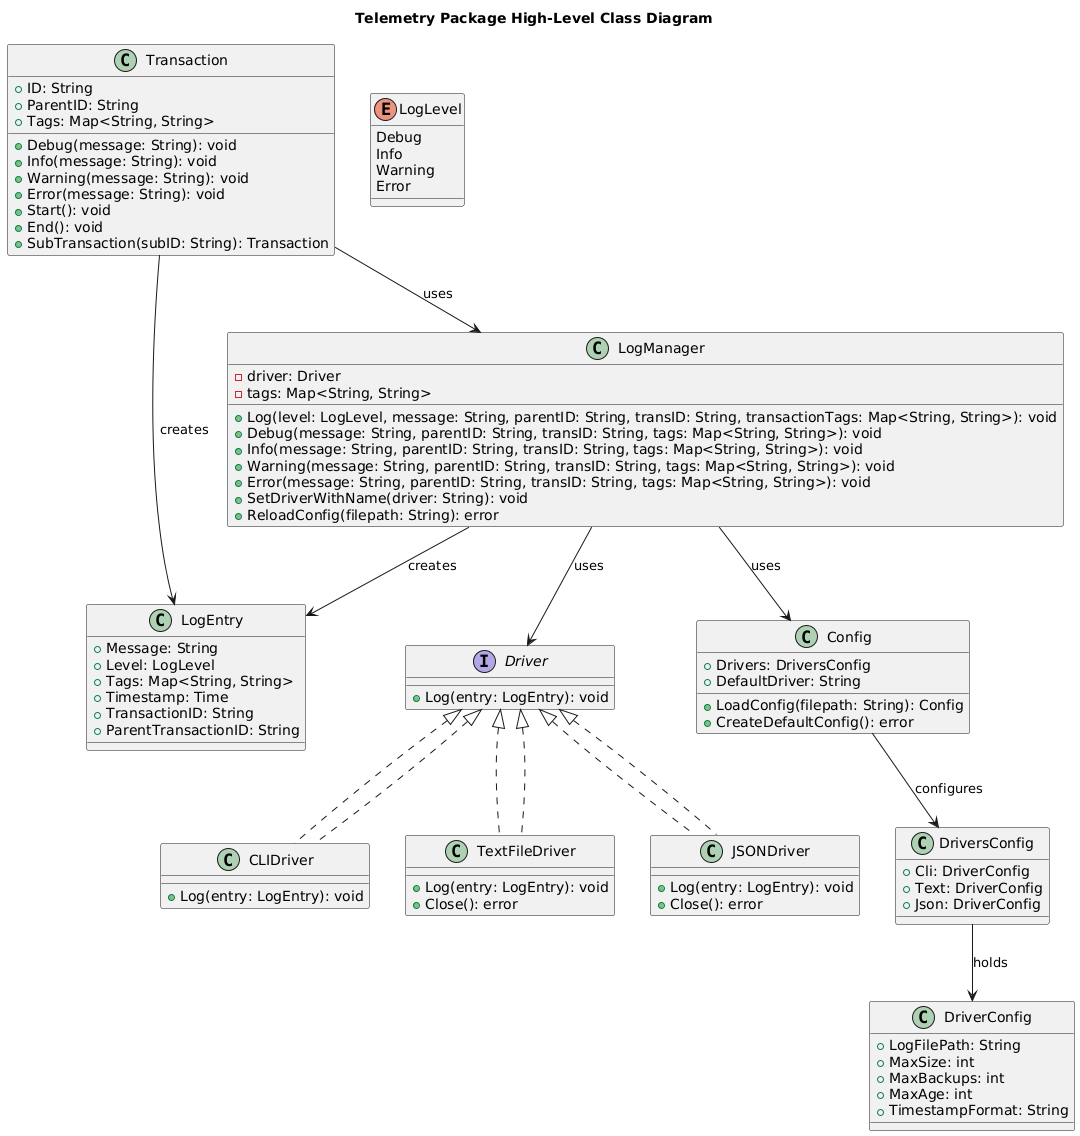 Telemetry Package High-Level Class Diagram
C Transaction
ID: String
ParentID: String
Tags: Map<String, String>
Debug(message: String): void
Info(message: String): void
Warning(message: String): void
Error(message: String): void
Start(): void
End(): void
SubTransaction(subID: String): Transaction
E LogLevel
Debug
Info
Warning
Error
uses
creates
C LogManager
driver: Driver
tags: Map<String, String>
Log(level: LogLevel, message: String, parentID: String, transID: String, transactionTags: Map<String, String>): void
Debug(message: String, parentID: String, transID: String, tags: Map<String, String>): void
Info(message: String, parentID: String, transID: String, tags: Map<String, String>): void
Warning(message: String, parentID: String, transID: String, tags: Map<String, String>): void
Error(message: String, parentID: String, transID: String, tags: Map<String, String>): void
SetDriverWithName(driver: String): void
ReloadConfig(filepath: String): error
creates
uses
uses
C LogEntry
Message: String
Level: LogLevel
Tags: Map<String, String>
Timestamp: Time
TransactionID: String
ParentTransactionID: String
I Driver
Log(entry: LogEntry): void
C Config
Drivers: DriversConfig
DefaultDriver: String
LoadConfig(filepath: String): Config
CreateDefaultConfig(): error
configures
C CLIDriver
Log(entry: LogEntry): void
C TextFileDriver
Log(entry: LogEntry): void
Close(): error
C JSONDriver
Log(entry: LogEntry): void
Close(): error
C DriversConfig
Cli: DriverConfig
Text: DriverConfig
Json: DriverConfig
holds
C DriverConfig
LogFilePath: String
MaxSize: int
MaxBackups: int
MaxAge: int
TimestampFormat: String